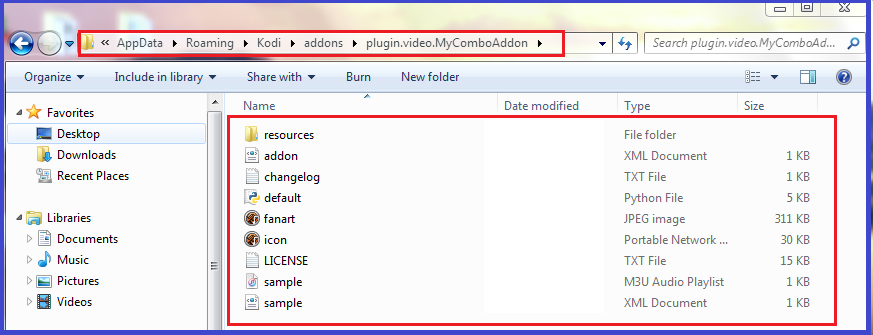 « AppData ▸ Roaming ▸ Kodi ▸ addons ▸ plugin.video.MyComboAddon ▸
Search plugin.video.MyComboAd...
Organize Include in library Share with Burn New folder
Name Date modified Type Size
Favorites
Desktop
Downloads
Recent Places
Libraries
Documents
Music
Pictures
Videos
resources File folder
addon XML Document 1 KB
changelog TXT File 1 KB
default Python File 5 KB
fanart JPEG image 311 KB
icon Portable Network ... 30 KB
LICENSE TXT File 15 KB
sample M3U Audio Playlist 1 KB
sample XML Document 1 KB